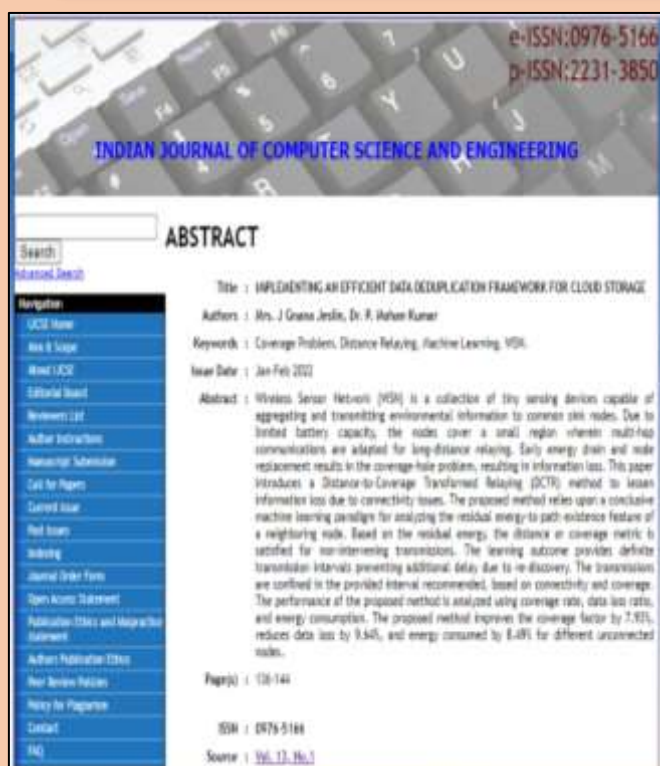 e-ISSN:0976-5166
p-ISSN:2231-3850
INDIAN JOURNAL OF COMPUTER SCIENCE AND ENGINEERING
Search
Advanced Search
ABSTRACT
Navigation
IJCSE Home
Aim & Scope
About IJCSE
Editorial Board
Reviewers List
Author Instructions
Manuscript Submission
Call for Papers
Current Issue
Past Issues
Indexing
Journal Order Form
Open Access Statement
Publication Ethics and Malpractice
statement
Authors Publication Ethics
Peer Review Policies
Policy for Plagiarism
Contact
FAQ
Title : IMPLEMENTING AN EFFICIENT DATA DEDUPLICATION FRAMEWORK FOR CLOUD STORAGE
Authors : Mrs. J Gnana Jeslin, Dr. P. Mohan Kumar
Keywords : Coverage Problem, Distance Relaying, Machine Learning, WSN.
Issue Date : Jan-Feb 2022
Abstract : Wireless Sensor Network (WSN) is a collection of tiny sensing devices capable of
aggregating and transmitting environmental information to common sink nodes. Due to
limited battery capacity, the nodes cover a small region wherein multi-hop
communications are adapted for long-distance relaying. Early energy drain and node
replacement results in the coverage-hole problem, resulting in information loss. This paper
introduces a Distance-to-Coverage Transformed Relaying (DCTR) method to lessen
information loss due to connectivity issues. The proposed method relies upon a conclusive
machine learning paradigm for analyzing the residual energy to path existence feature of
a neighboring node. Based on the residual energy, the distance or coverage metric is
satisfied for non-intervening transmissions. The learning outcome provides definite
transmission intervals preventing additional delay due to re-discovery. The transmissions
are confined in the provided interval recommended, based on connectivity and coverage.
The performance of the proposed method is analyzed using coverage rate, data loss ratio,
and energy consumption. The proposed method improves the coverage factor by 7.93%,
reduces data loss by 9.64%, and energy consumed by 8.49% for different unconnected
nodes.
Page(s) : 136-144
ISSN : 0976-5166
Source : Vol. 13, No.1